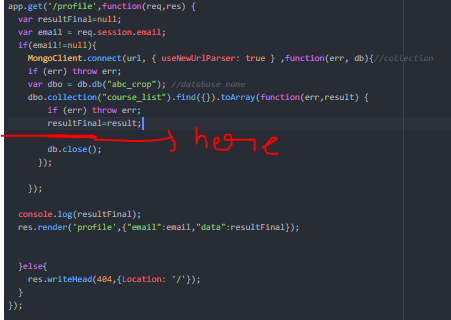 app.get('/profile',function(req,res) {
var resultFinal=null;
var email = req.session.email;
if(email!=null){
MongoClient.connect(url, { useNewUrlParser: true } ,function(err, db){//collection
if (err) throw err;
var dbo = db.db("abc_crop"); //database name
dbo.collection("course_list").find({}).toArray(function(err,result) {
if (err) throw err;
resultFinal=result;
db.close();
});
});
console.log(resultFinal);
res.render('profile',{"email":email,"data":resultFinal});
}else{
res.writeHead(404,{Location: '/'});
}
});